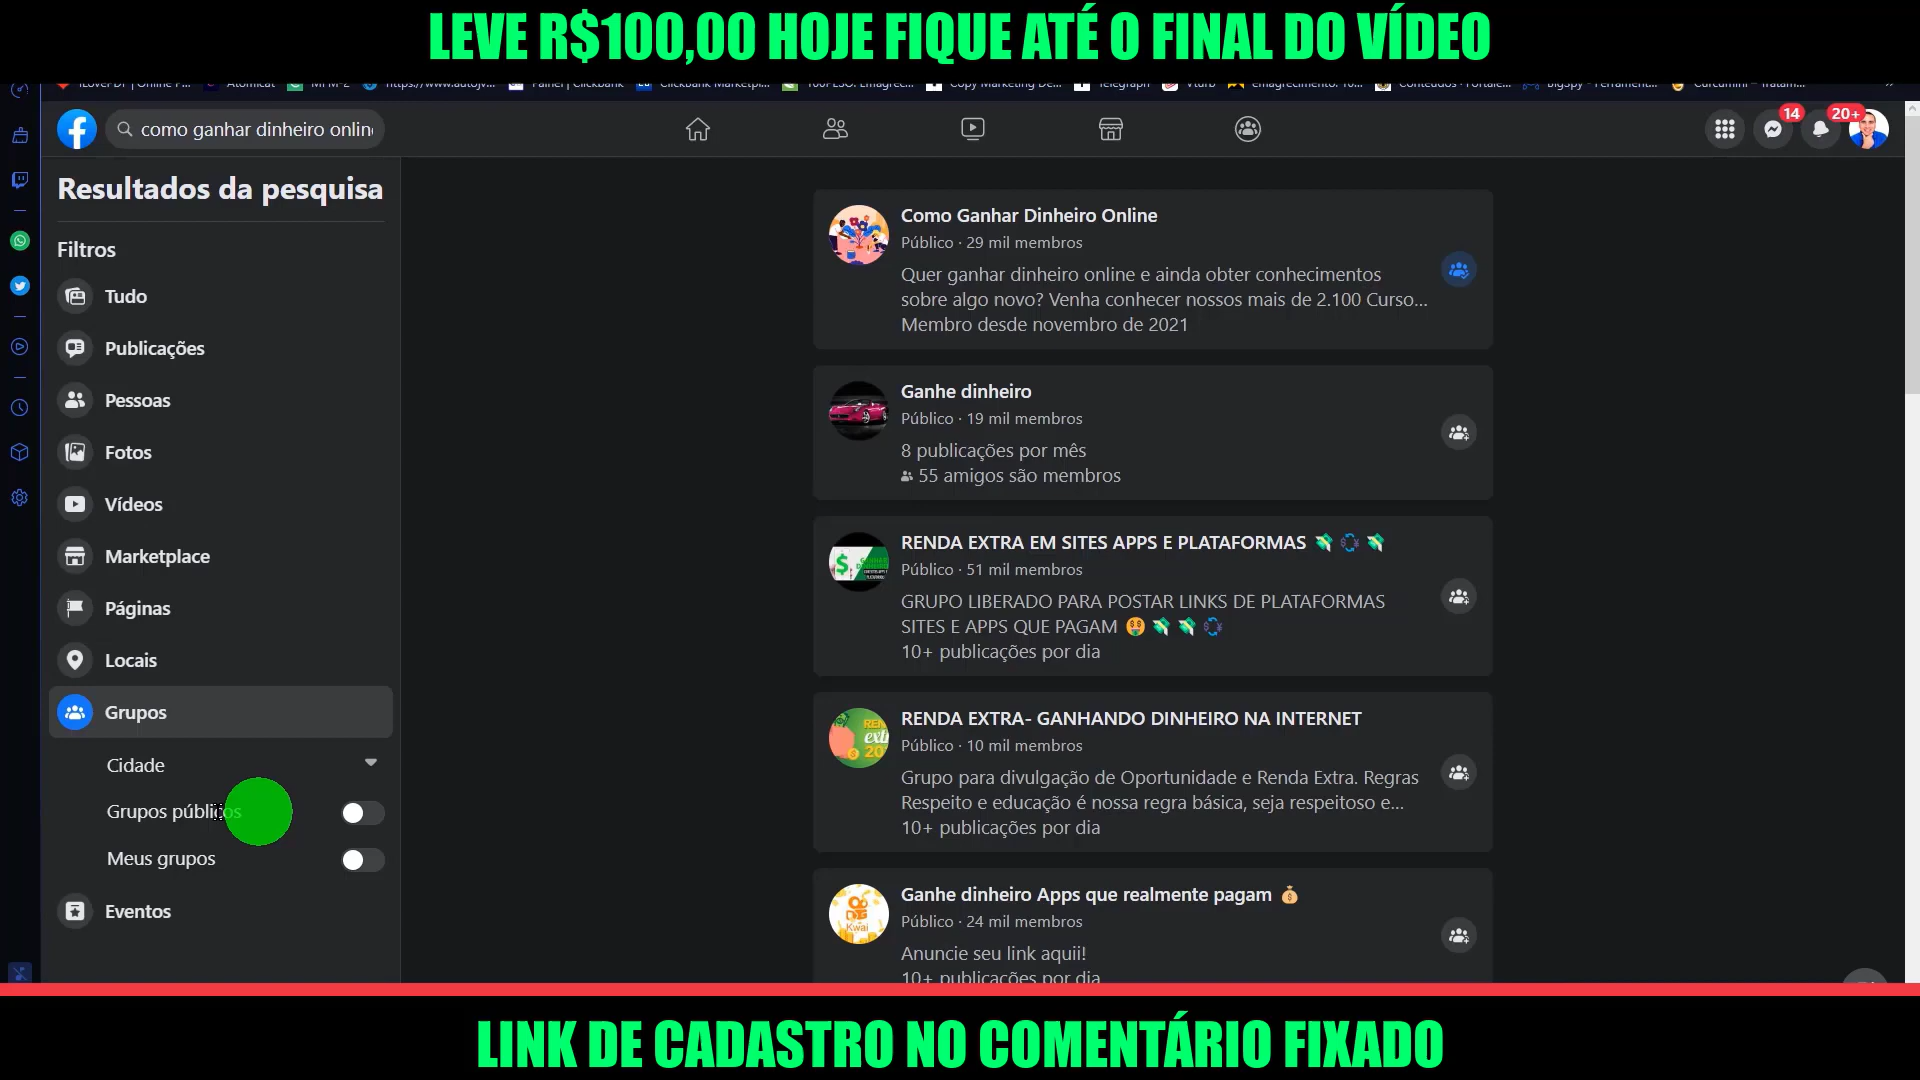 LEVE R$100,00 HOJE FIQUE ATÉ O FINAL DO VÍDEO
como ganhar dinheiro onlin
14
20+
Resultados da pesquisa
Filtros
Tudo
Publicações
Pessoas
Fotos
Vídeos
Marketplace
Páginas
Locais
Grupos
Cidade
Grupos públicos
Meus grupos
Eventos
Como Ganhar Dinheiro Online
Público · 29 mil membros
Quer ganhar dinheiro online e ainda obter conhecimentos
sobre algo novo? Venha conhecer nossos mais de 2.100 Curso...
Membro desde novembro de 2021
Ganhe dinheiro
Público · 19 mil membros
8 publicações por mês
55 amigos são membros
RENDA EXTRA EM SITES APPS E PLATAFORMAS 💸 💱 💸
Público · 51 mil membros
GRUPO LIBERADO PARA POSTAR LINKS DE PLATAFORMAS
SITES E APPS QUE PAGAM 🤑 💸 💸 💱
10+ publicações por dia
RENDA EXTRA- GANHANDO DINHEIRO NA INTERNET
Público · 10 mil membros
Grupo para divulgação de Oportunidade e Renda Extra. Regras
Respeito e educação é nossa regra básica, seja respeitoso e...
10+ publicações por dia
Kwai
Ganhe dinheiro Apps que realmente pagam 💰
Público · 24 mil membros
Anuncie seu link aquii!
10+ publicações por dia
LINK DE CADASTRO NO COMENTÁRIO FIXADO